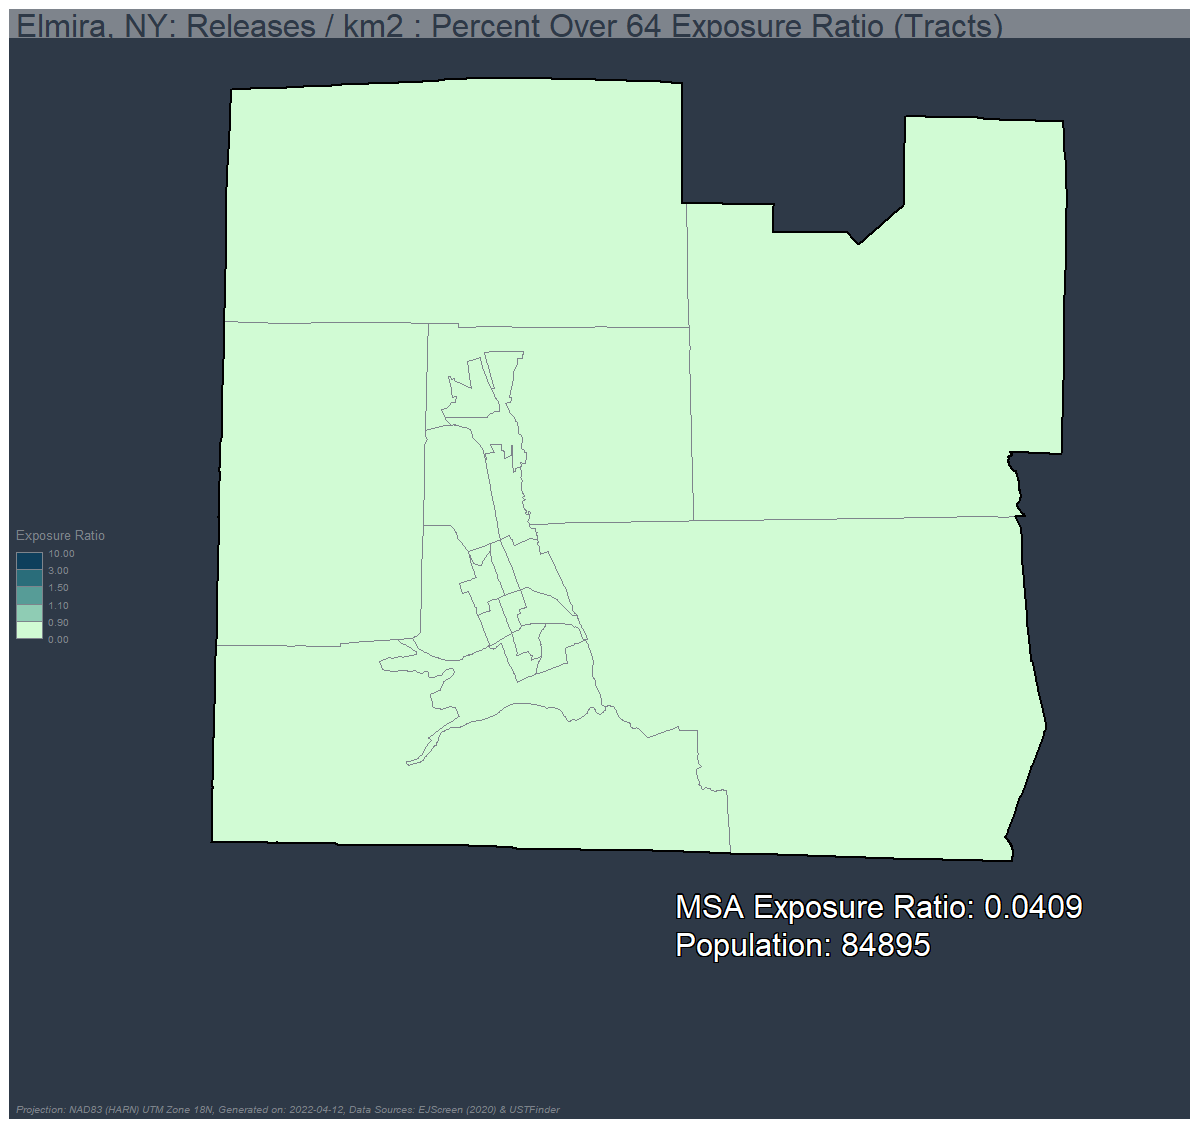 Elmira, NY: Releases / km2 : Percent Over 64 Exposure Ratio (Tracts)
Exposure Ratio
10.00
3.00
1.50
1.10
0.90
0.00
MSA Exposure Ratio: 0.0409
Population: 84895
Projection: NAD83 (HARN) UTM Zone 18N, Generated on: 2022-04-12, Data Sources: EJScreen (2020) & USTFinder